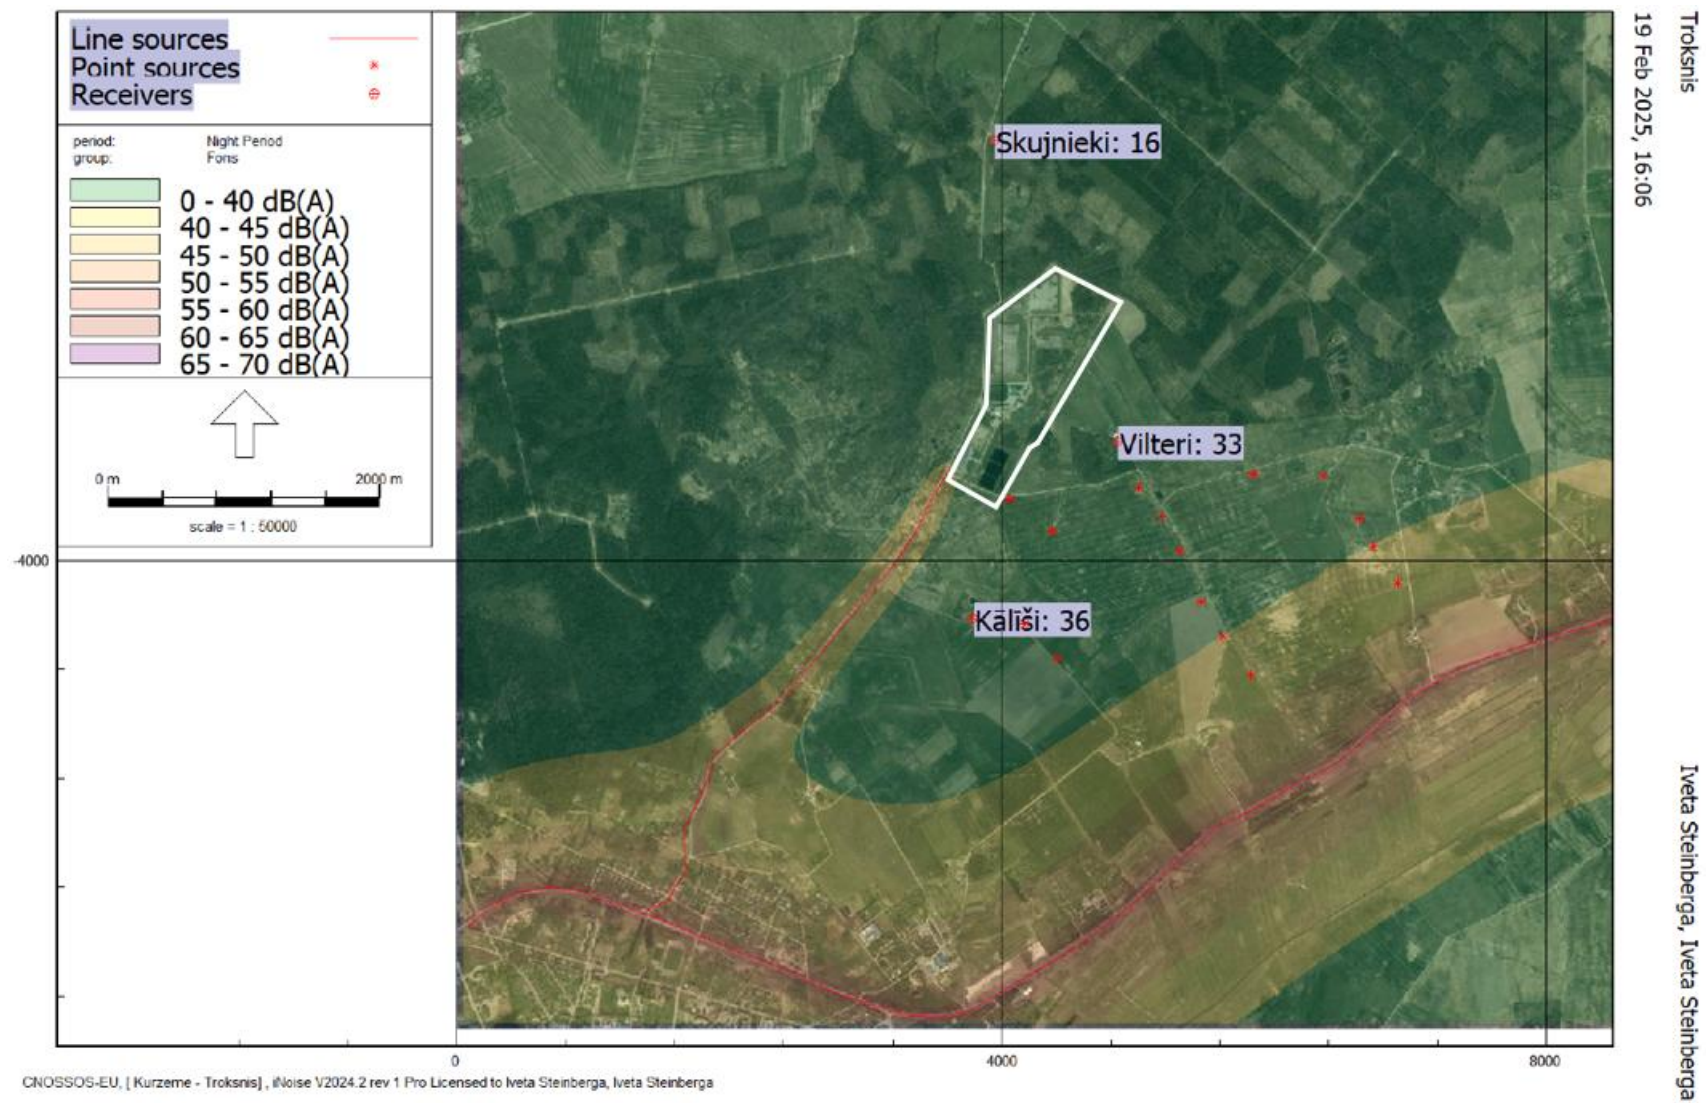 Line sources
Point sources
Receivers
period: Night Period
group: Fons
0 - 40 dB(A)
40 - 45 dB(A)
45 - 50 dB(A)
50 - 55 dB(A)
55 - 60 dB(A)
60 - 65 dB(A)
65 - 70 dB(A)
0 m 2000 m
scale = 1 : 50000
Skujnieki: 16
Vilteri: 33
Kālīši: 36
-4000
0 4000 8000
CNOSSOS-EU, [ Kurzeme - Troksnis] , iNoise V2024.2 rev 1 Pro Licensed to Iveta Steinberga, Iveta Steinberga
Troksnis
19 Feb 2025, 16:06
Iveta Steinberga, Iveta Steinberga